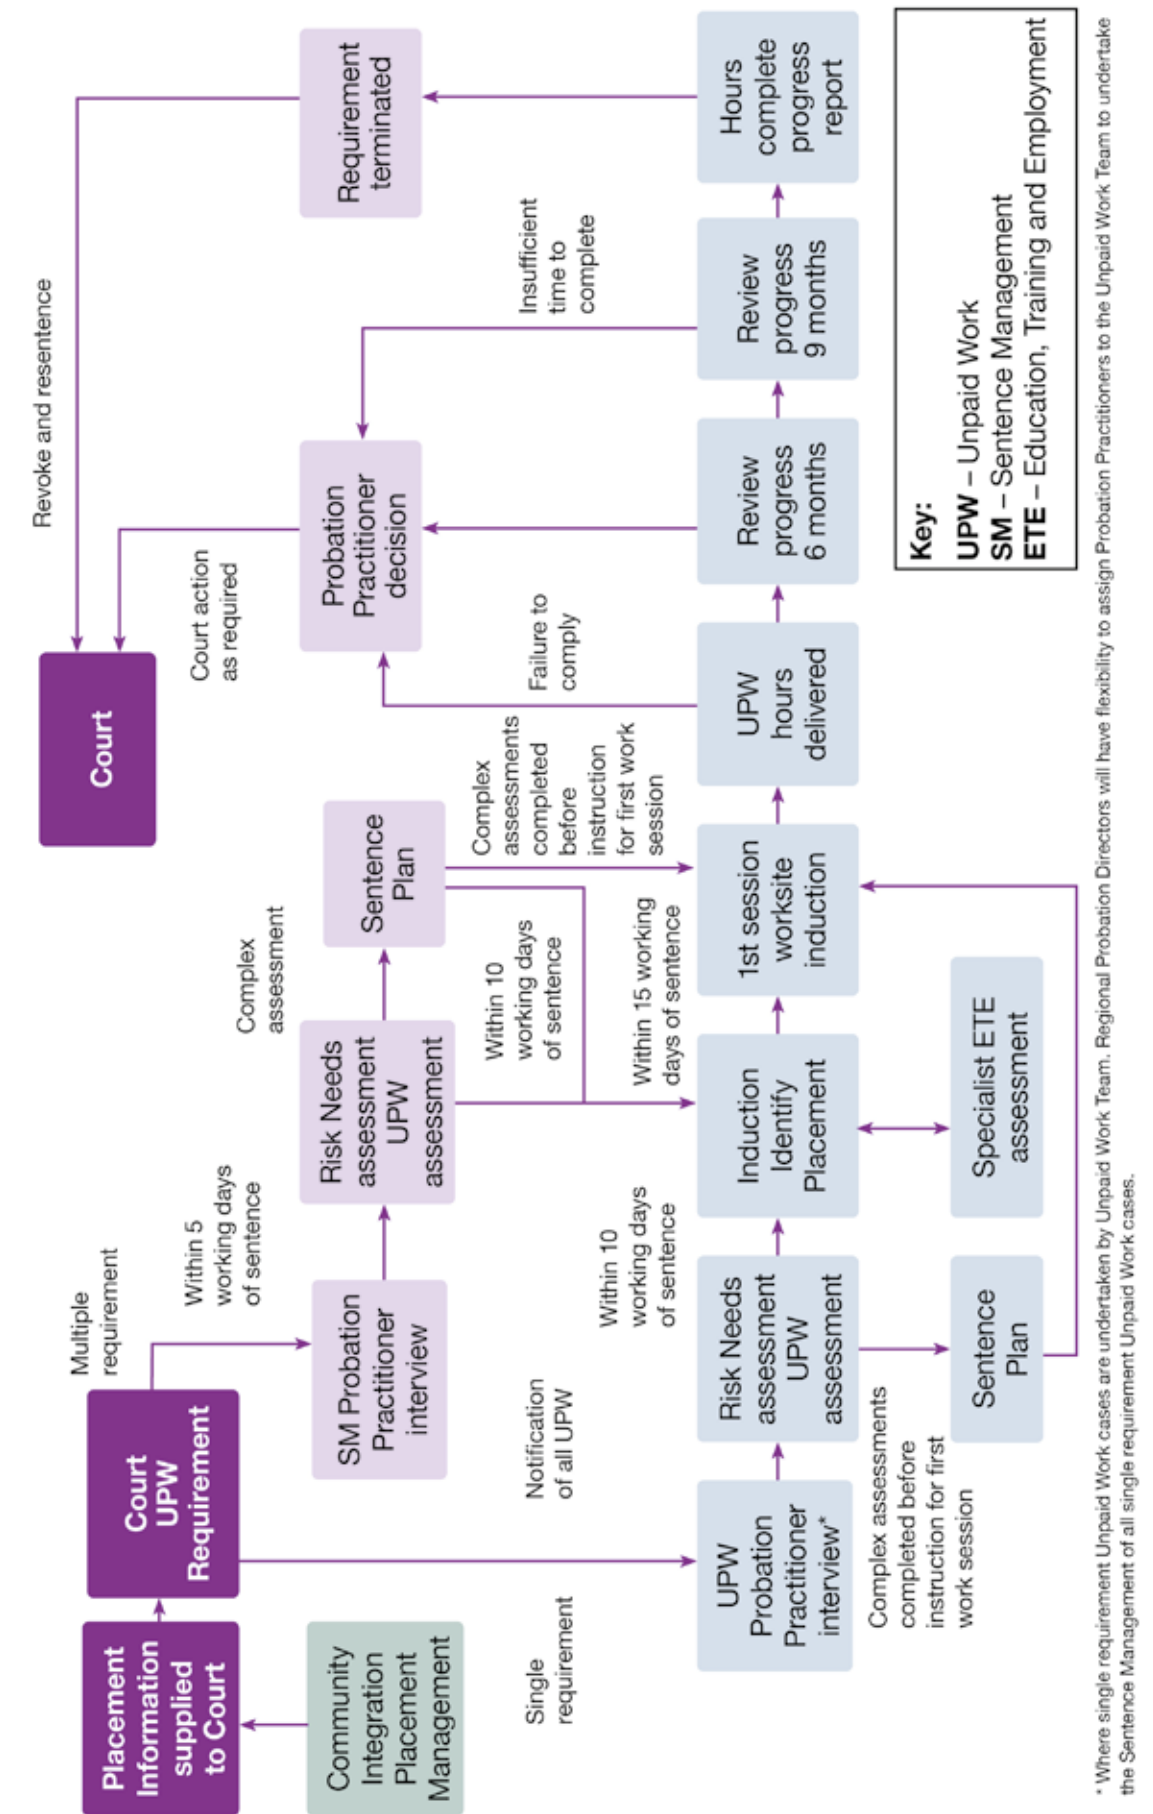 Placement
Information
supplied
to Court
Court
UPW
Requirement
Multiple
requirement
Within 5
working days
of sentence
Court
Revoke and resentence
Court action
as required
Community
Integration
Placement
Management
SM Probation
Practitioner
interview
Risk Needs
assessment
UPW
assessment
Complex
assessment
Sentence
Plan
Probation
Practitioner
decision
Requirement
terminated
Single
requirement
Notification
of all UPW
Within 10
working days
of sentence
Within 10
working days
of sentence
Within 15 working
days of sentence
Complex
assessments
completed
before
instruction
for first work
session
Failure to
comply
Insufficient
time to
complete
UPW
Probation
Practitioner
interview*
Risk Needs
assessment
UPW
assessment
Induction
Identify
Placement
1st session
worksite
induction
UPW
hours
delivered
Review
progress
6 months
Review
progress
9 months
Hours
complete
progress
report
Complex assessments
completed before
instruction for first
work session
Sentence
Plan
Specialist ETE
assessment
Key:
UPW – Unpaid Work
SM – Sentence Management
ETE – Education, Training and Employment
* Where single requirement Unpaid Work cases are undertaken by Unpaid Work Team. Regional Probation Directors will have flexibility to assign Probation Practitioners to the Unpaid Work Team to undertake
the Sentence Management of all single requirement Unpaid Work cases.